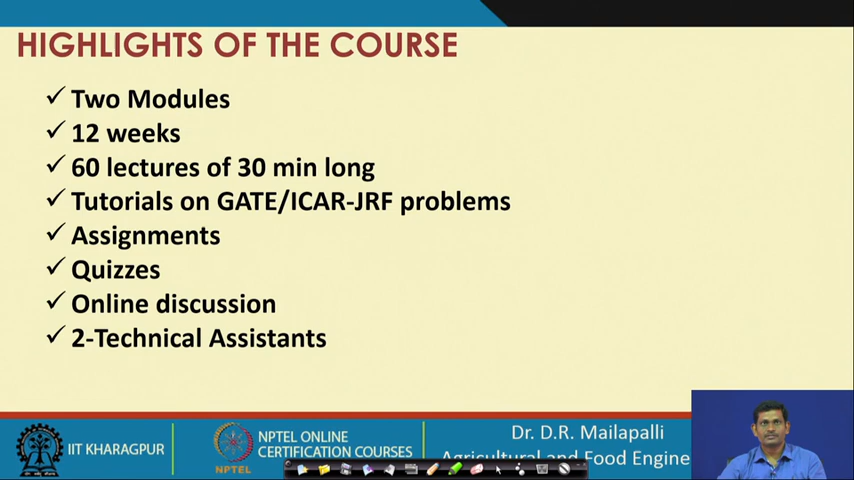 HIGHLIGHTS OF THE COURSE
✓ Two Modules
✓ 12 weeks
✓ 60 lectures of 30 min long
✓ Tutorials on GATE/ICAR-JRF problems
✓ Assignments
✓ Quizzes
✓ Online discussion
✓ 2-Technical Assistants
IIT KHARAGPUR
NPTEL
NPTEL ONLINE
CERTIFICATION COURSES
Dr. D.R. Mailapalli
Agricultural and Food Engine